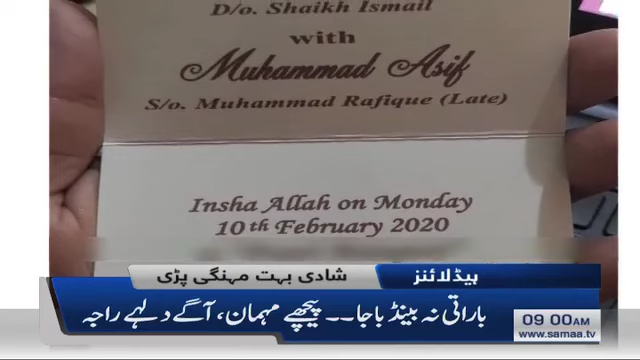 D/o. Shaikh Ismail
with
Muhammad Asif
S/o. Muhammad Rafique (Late)
Insha Allah on Monday
10th February 2020
ہیڈلائنز
شادی بہت مہنگی پڑی
باراتی نہ بینڈ باجا۔۔ پیچھے مہمان، آگے دلہے راجہ
09 00AM
www.samaa.tv